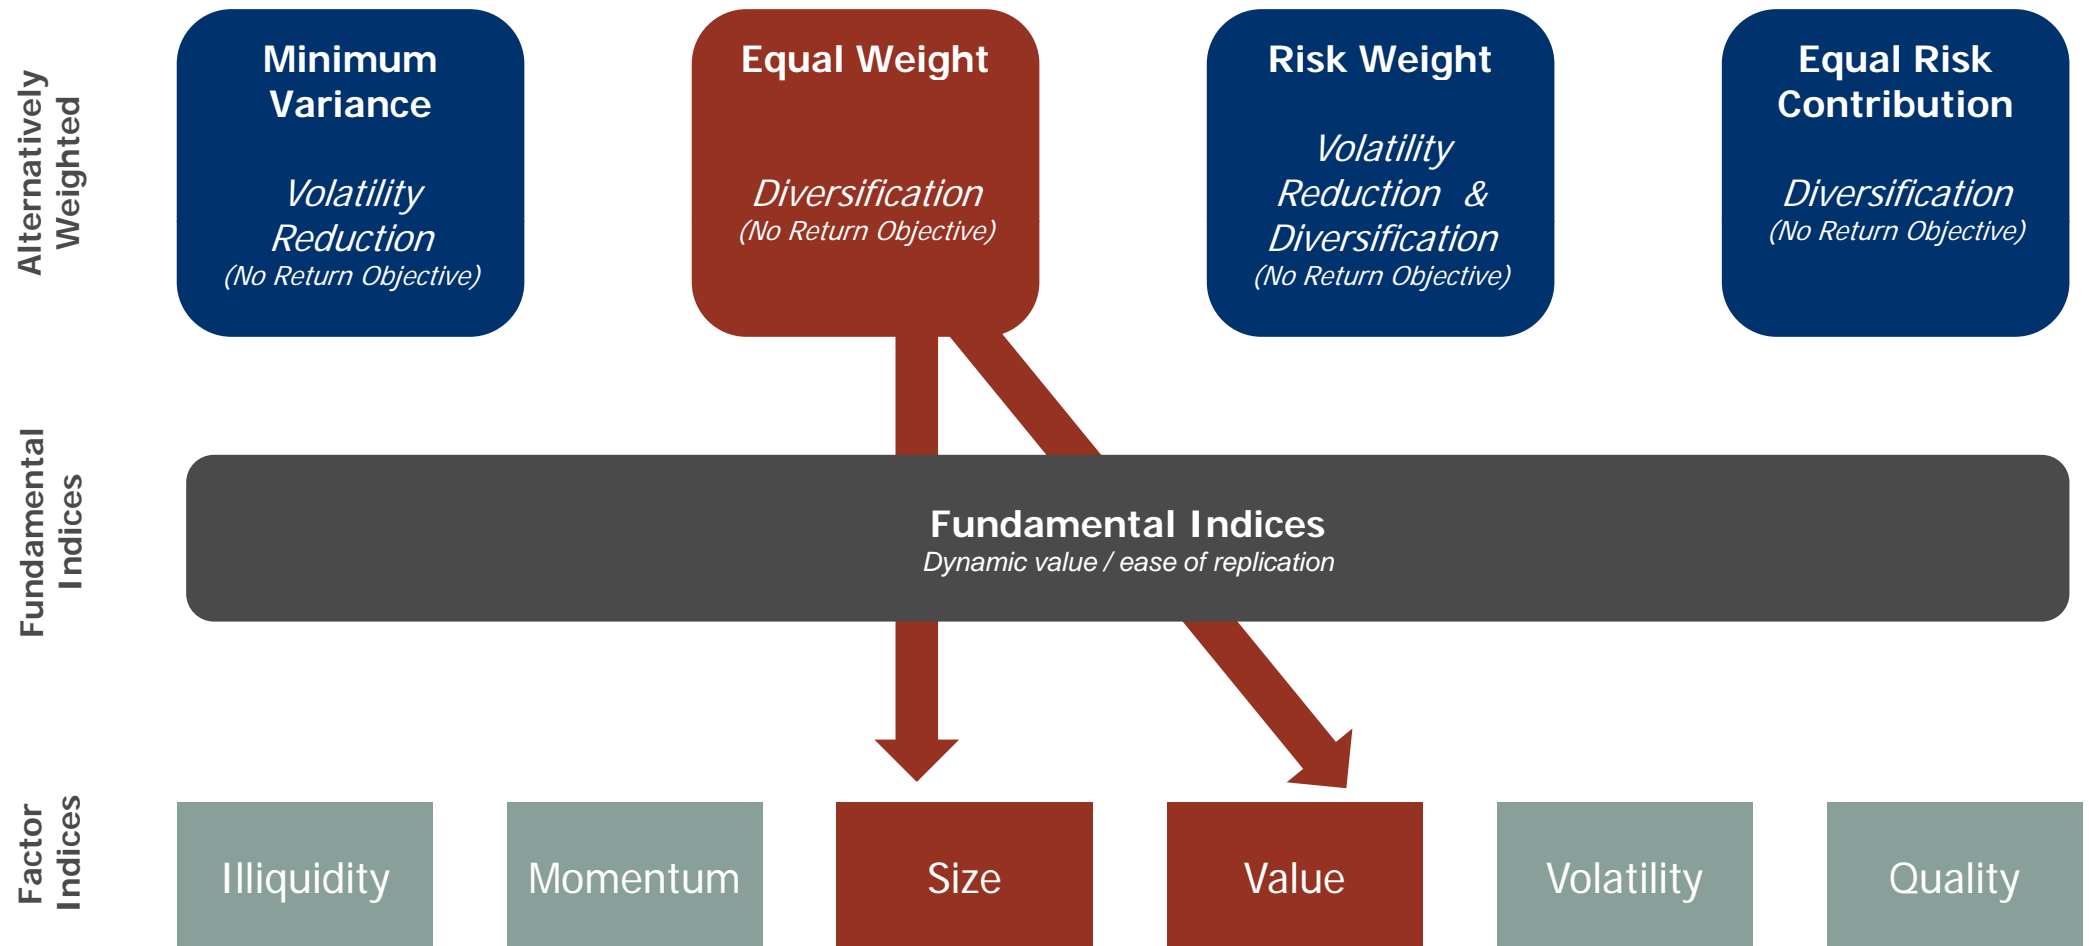 Alternatively
Weighted
Minimum
Variance
Volatility
Reduction
(No Return Objective)
Equal Weight
Diversification
(No Return Objective)
Risk Weight
Volatility
Reduction &
Diversification
(No Return Objective)
Equal Risk
Contribution
Diversification
(No Return Objective)
Fundamental
Indices
Fundamental Indices
Dynamic value / ease of replication
Factor
Indices
Illiquidity
Momentum
Size
Value
Volatility
Quality